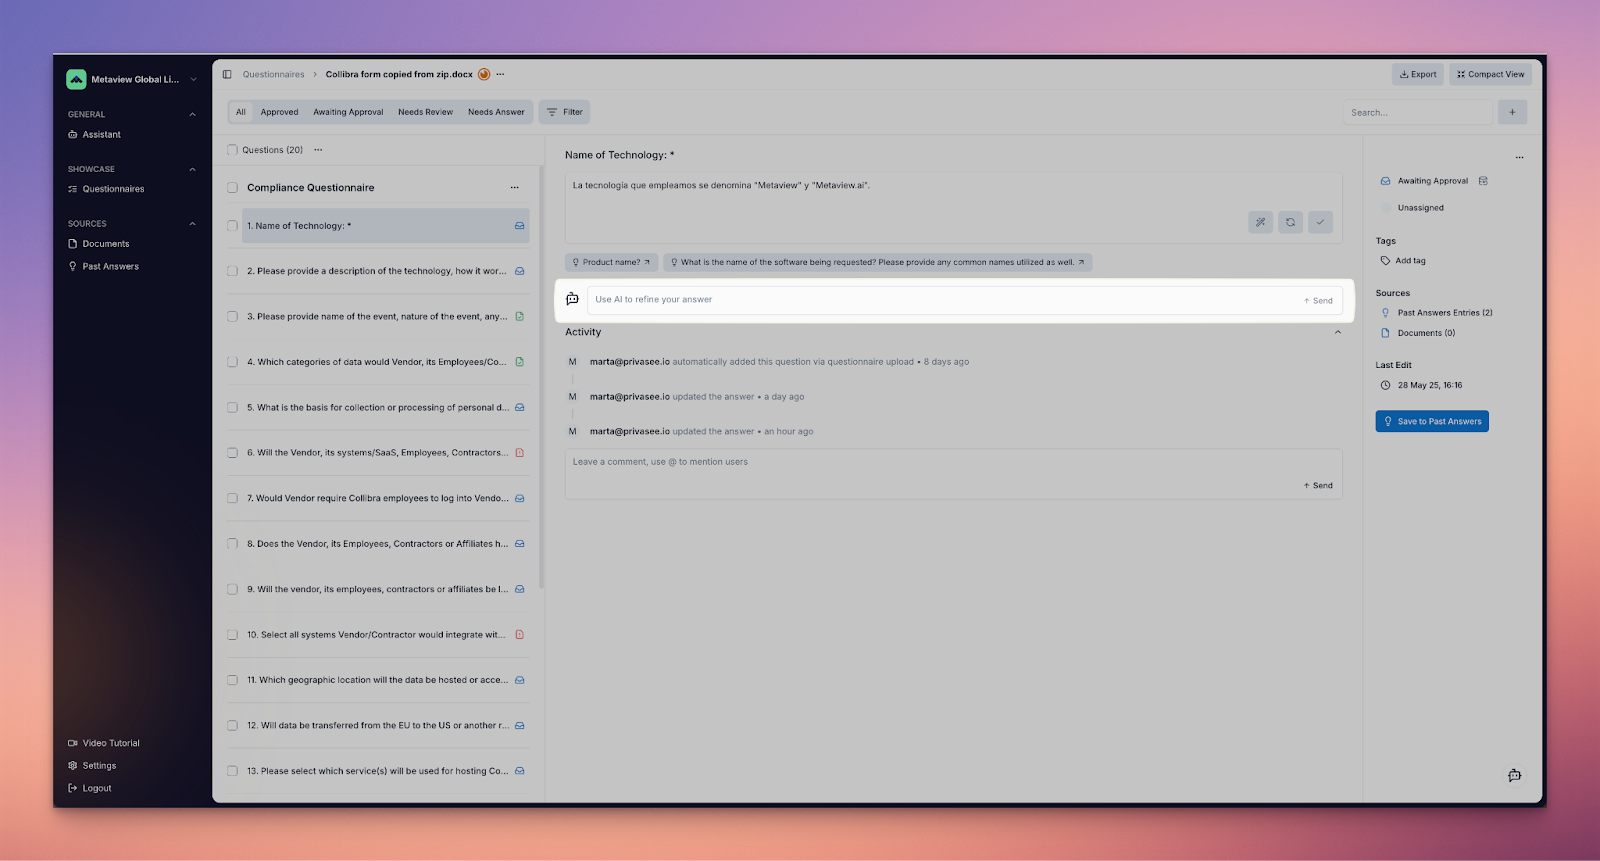 Metaview Global Li...
GENERAL
Assistant
SHOWCASE
Questionnaires
SOURCES
Documents
Past Answers
Video Tutorial
Settings
Logout
Questionnaires > Collibra form copied from zip.docx ...
Export
Compact View
All
Approved
Awaiting Approval
Needs Review
Needs Answer
Filter
Search...
+
Questions (20) ...
Compliance Questionnaire ...
1. Name of Technology: *
2. Please provide a description of the technology, how it wor...
3. Please provide name of the event, nature of the event, any...
4. Which categories of data would Vendor, its Employees/Co...
5. What is the basis for collection or processing of personal d...
6. Will the Vendor, its systems/SaaS, Employees, Contractors...
7. Would Vendor require Collibra employees to log into Vendo...
8. Does the Vendor, its Employees, Contractors or Affiliates h...
9. Will the vendor, its employees, contractors or affiliates be l...
10. Select all systems Vendor/Contractor would integrate wit...
11. Which geographic location will the data be hosted or acce...
12. Will data be transferred from the EU to the US or another r...
13. Please select which service(s) will be used for hosting Co...
Name of Technology: *
La tecnología que empleamos se denomina "Metaview" y "Metaview.ai".
Product name?
What is the name of the software being requested? Please provide any common names utilized as well.
Use AI to refine your answer
↑ Send
Activity
M marta@privasee.io automatically added this question via questionnaire upload • 8 days ago
M marta@privasee.io updated the answer • a day ago
M marta@privasee.io updated the answer • an hour ago
Leave a comment, use @ to mention users
↑ Send
...
Awaiting Approval
Unassigned
Tags
Add tag
Sources
Past Answers Entries (2)
Documents (0)
Last Edit
28 May 25, 16:16
Save to Past Answers